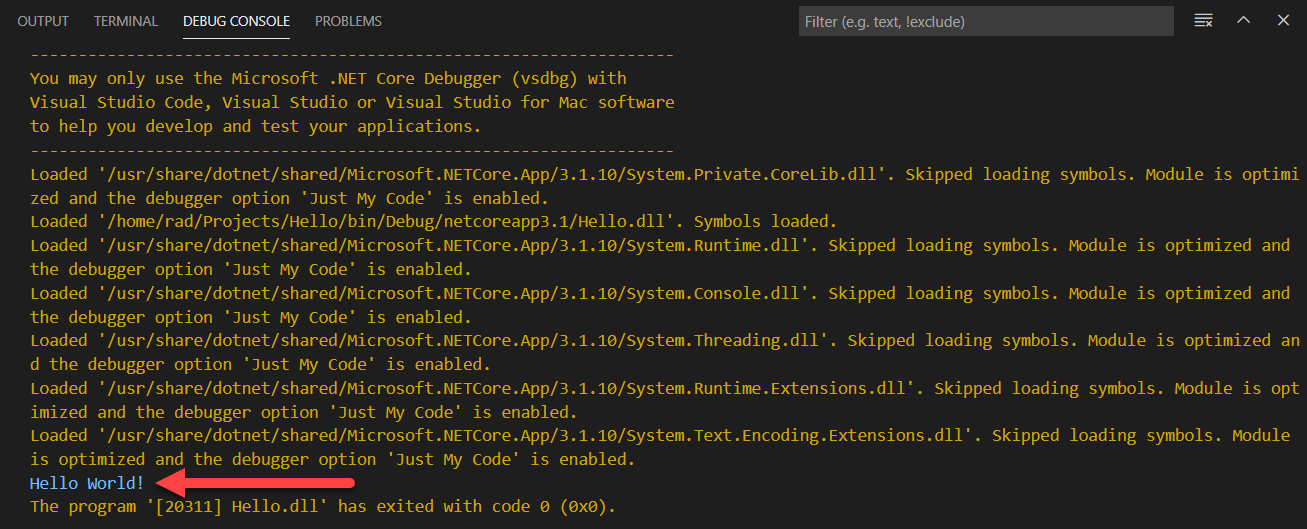 OUTPUT TERMINAL DEBUG CONSOLE PROBLEMS Filter (e.g. text, !exclude)
-------------------------------------------------------------------
You may only use the Microsoft .NET Core Debugger (vsdbg) with
Visual Studio Code, Visual Studio or Visual Studio for Mac software
to help you develop and test your applications.
-------------------------------------------------------------------
Loaded '/usr/share/dotnet/shared/Microsoft.NETCore.App/3.1.10/System.Private.CoreLib.dll'. Skipped loading symbols. Module is optimi
zed and the debugger option 'Just My Code' is enabled.
Loaded '/home/rad/Projects/Hello/bin/Debug/netcoreapp3.1/Hello.dll'. Symbols loaded.
Loaded '/usr/share/dotnet/shared/Microsoft.NETCore.App/3.1.10/System.Runtime.dll'. Skipped loading symbols. Module is optimized and
the debugger option 'Just My Code' is enabled.
Loaded '/usr/share/dotnet/shared/Microsoft.NETCore.App/3.1.10/System.Console.dll'. Skipped loading symbols. Module is optimized and
the debugger option 'Just My Code' is enabled.
Loaded '/usr/share/dotnet/shared/Microsoft.NETCore.App/3.1.10/System.Threading.dll'. Skipped loading symbols. Module is optimized an
d the debugger option 'Just My Code' is enabled.
Loaded '/usr/share/dotnet/shared/Microsoft.NETCore.App/3.1.10/System.Runtime.Extensions.dll'. Skipped loading symbols. Module is opt
imized and the debugger option 'Just My Code' is enabled.
Loaded '/usr/share/dotnet/shared/Microsoft.NETCore.App/3.1.10/System.Text.Encoding.Extensions.dll'. Skipped loading symbols. Module
is optimized and the debugger option 'Just My Code' is enabled.
Hello World!
The program '[20311] Hello.dll' has exited with code 0 (0x0).